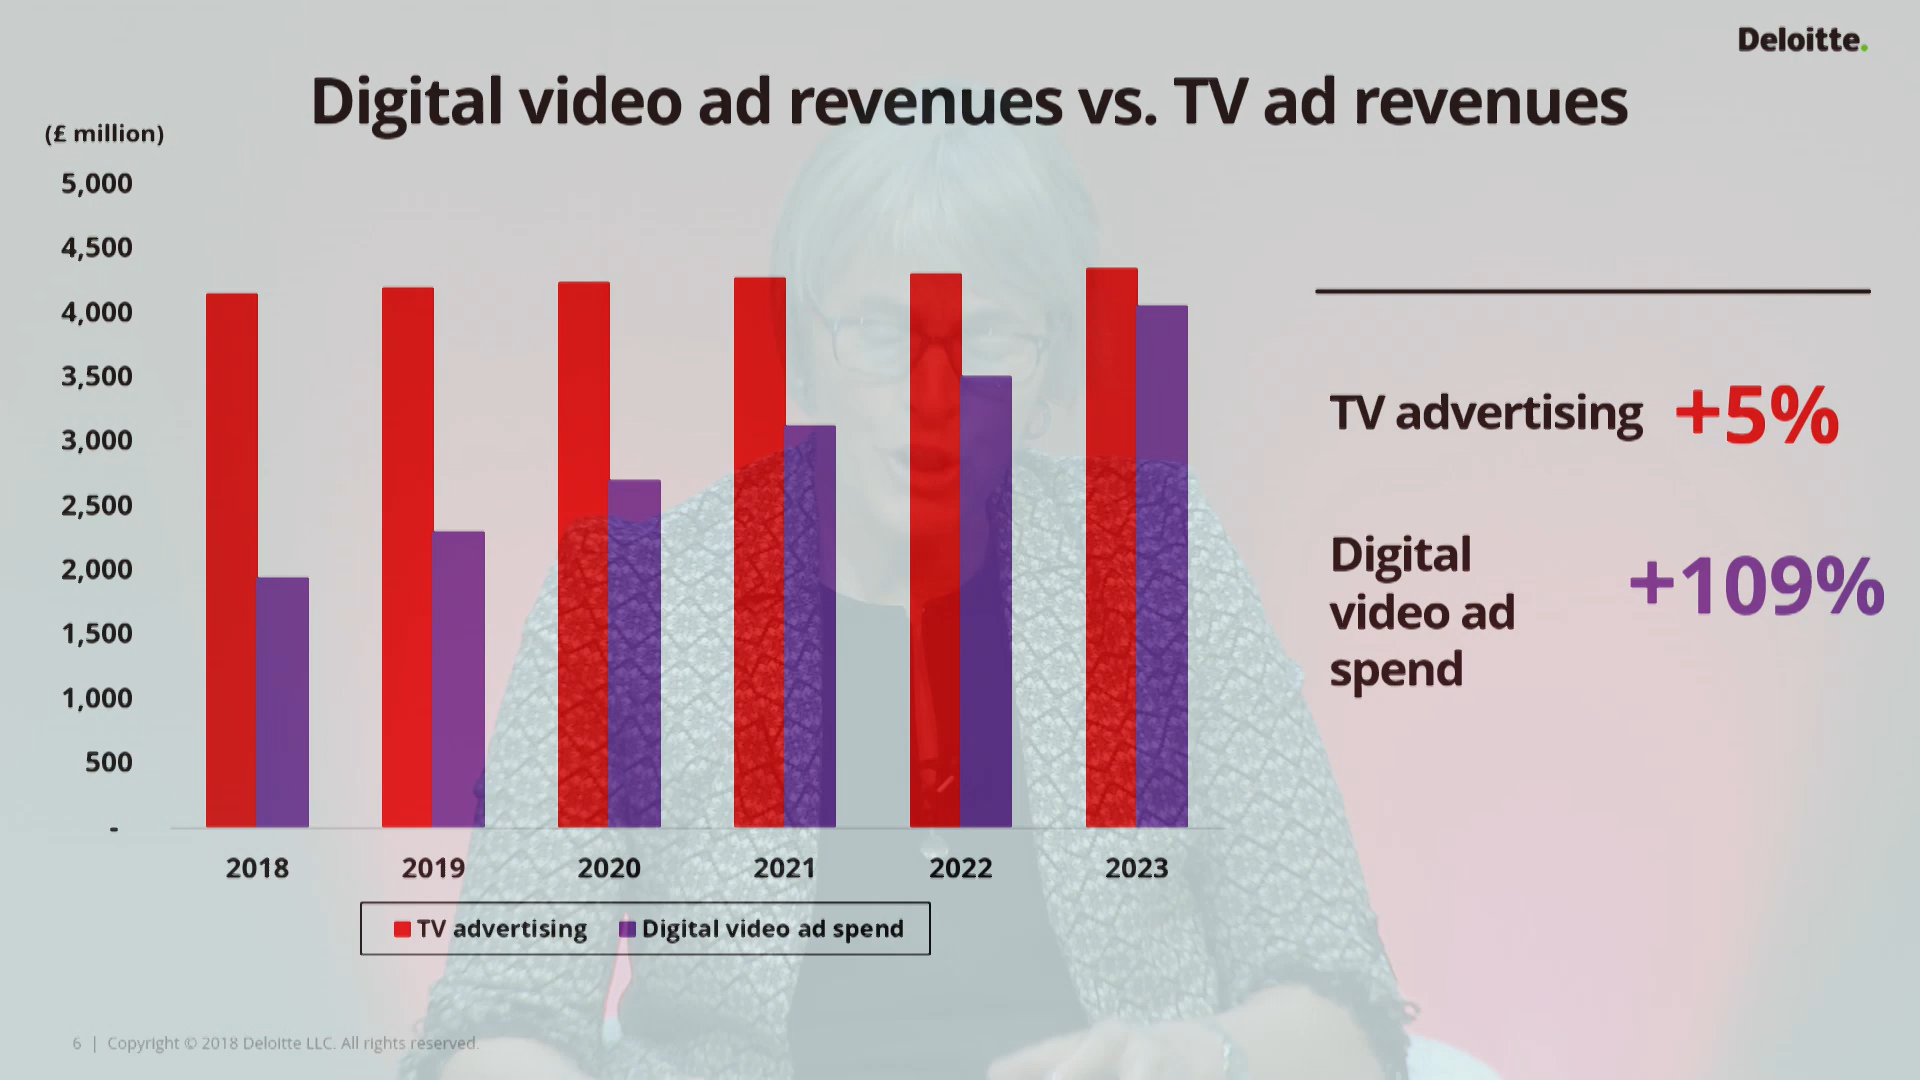 Deloitte.
Digital video ad revenues vs. TV ad revenues
(£ million)
5,000
4,500
4,000
3,500
3,000
2,500
2,000
1,500
1,000
500
-
2018 2019 2020 2021 2022 2023
TV advertising Digital video ad spend
TV advertising +5%
Digital
video ad
spend
+109%
6 | Copyright © 2018 Deloitte LLC. All rights reserved.